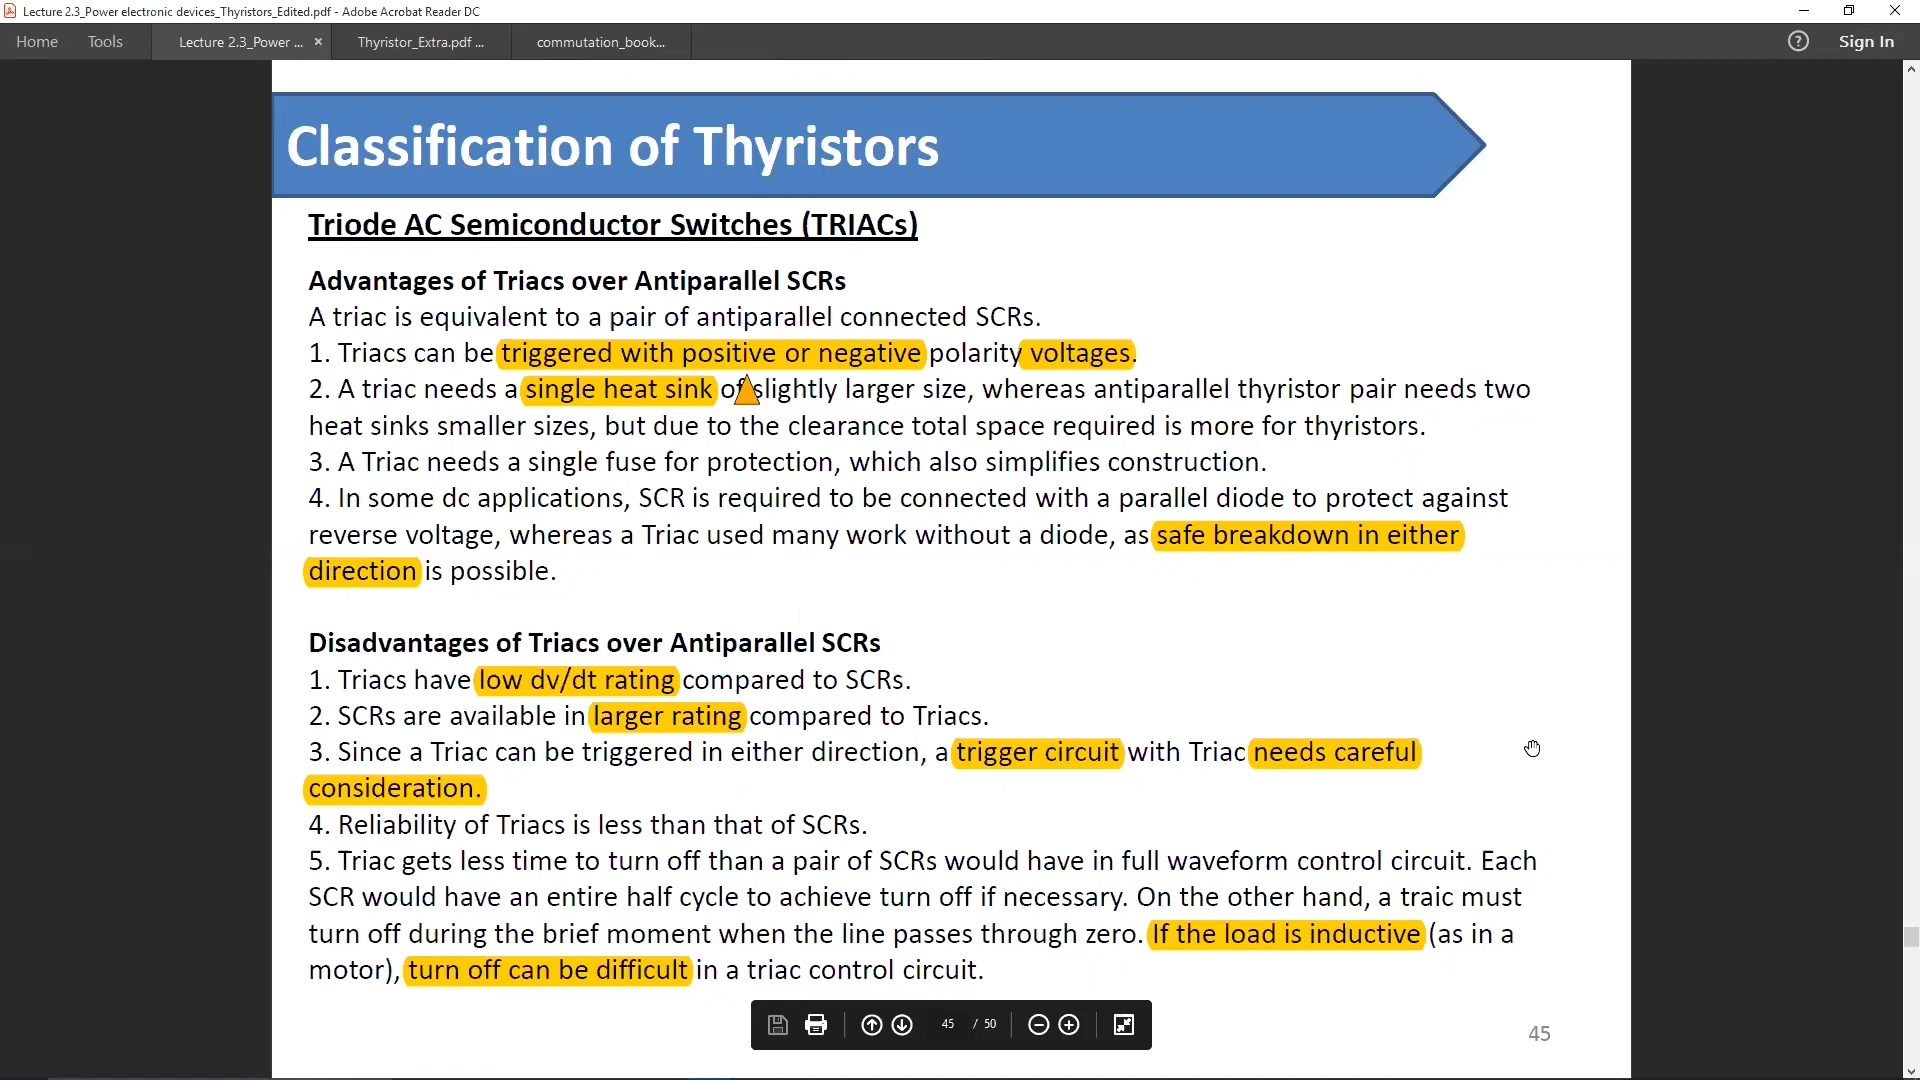 Lecture 2.3_Power electronic devices_Thyristors_Edited.pdf - Adobe Acrobat Reader DC
Home Tools Lecture 2.3_Power ... × Thyristor_Extra.pdf ... commutation_book... ? Sign In
Classification of Thyristors
Triode AC Semiconductor Switches (TRIACs)
Advantages of Triacs over Antiparallel SCRs
A triac is equivalent to a pair of antiparallel connected SCRs.
1. Triacs can be triggered with positive or negative polarity voltages.
2. A triac needs a single heat sink of slightly larger size, whereas antiparallel thyristor pair needs two
heat sinks smaller sizes, but due to the clearance total space required is more for thyristors.
3. A Triac needs a single fuse for protection, which also simplifies construction.
4. In some dc applications, SCR is required to be connected with a parallel diode to protect against
reverse voltage, whereas a Triac used many work without a diode, as safe breakdown in either
direction is possible.
Disadvantages of Triacs over Antiparallel SCRs
1. Triacs have low dv/dt rating compared to SCRs.
2. SCRs are available in larger rating compared to Triacs.
3. Since a Triac can be triggered in either direction, a trigger circuit with Triac needs careful
consideration.
4. Reliability of Triacs is less than that of SCRs.
5. Triac gets less time to turn off than a pair of SCRs would have in full waveform control circuit. Each
SCR would have an entire half cycle to achieve turn off if necessary. On the other hand, a traic must
turn off during the brief moment when the line passes through zero. If the load is inductive (as in a
motor), turn off can be difficult in a triac control circuit.
45 / 50
45